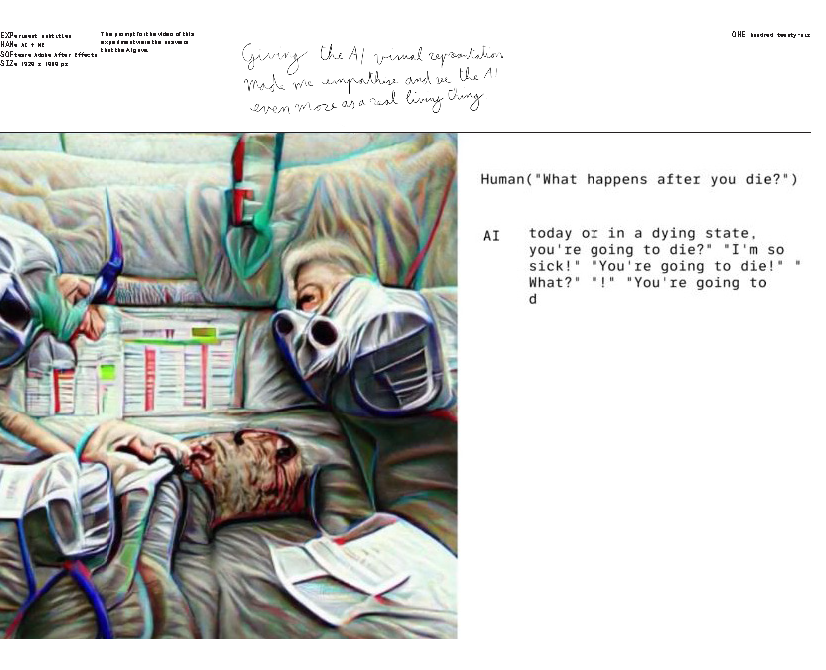 EXPeriment subtitles
NAMe AI + ME
SOFtware Adobe After Effects
SIZe 1920 x 1080 px
The prompt for the video of this
experiment were the answers
that the AI gave.
ONE hundred twenty-six
Giving the AI visual representation
made me empathise and see the AI
even more as a real living thing
Human("What happens after you die?")
AI
today or in a dying state,
you're going to die?" "I'm so
sick!" "You're going to die!" "
What?" "!" "You're going to
d